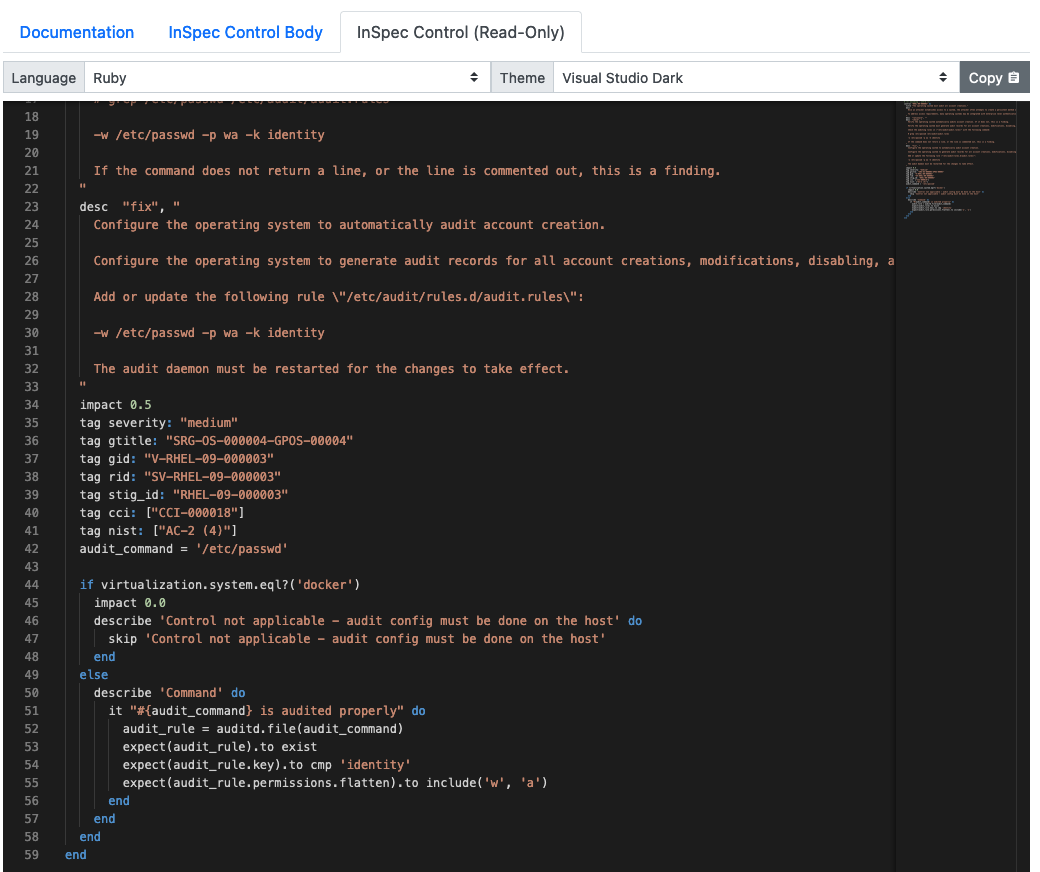 Documentation InSpec Control Body InSpec Control (Read-Only)
Language Ruby Theme Visual Studio Dark Copy
17 # grep /etc/passwd /etc/audit/audit.rules
18
19 -w /etc/passwd -p wa -k identity
20
21 If the command does not return a line, or the line is commented out, this is a finding.
22 "
23 desc "fix", "
24 Configure the operating system to automatically audit account creation.
25
26 Configure the operating system to generate audit records for all account creations, modifications, disabling, a
27
28 Add or update the following rule \"/etc/audit/rules.d/audit.rules\":
29
30 -w /etc/passwd -p wa -k identity
31
32 The audit daemon must be restarted for the changes to take effect.
33 "
34 impact 0.5
35 tag severity: "medium"
36 tag gtitle: "SRG-OS-000004-GPOS-00004"
37 tag gid: "V-RHEL-09-000003"
38 tag rid: "SV-RHEL-09-000003"
39 tag stig_id: "RHEL-09-000003"
40 tag cci: ["CCI-000018"]
41 tag nist: ["AC-2 (4)"]
42 audit_command = '/etc/passwd'
43
44 if virtualization.system.eql?('docker')
45 impact 0.0
46 describe 'Control not applicable - audit config must be done on the host' do
47 skip 'Control not applicable - audit config must be done on the host'
48 end
49 else
50 describe 'Command' do
51 it "#{audit_command} is audited properly" do
52 audit_rule = auditd.file(audit_command)
53 expect(audit_rule).to exist
54 expect(audit_rule.key).to cmp 'identity'
55 expect(audit_rule.permissions.flatten).to include('w', 'a')
56 end
57 end
58 end
59 end